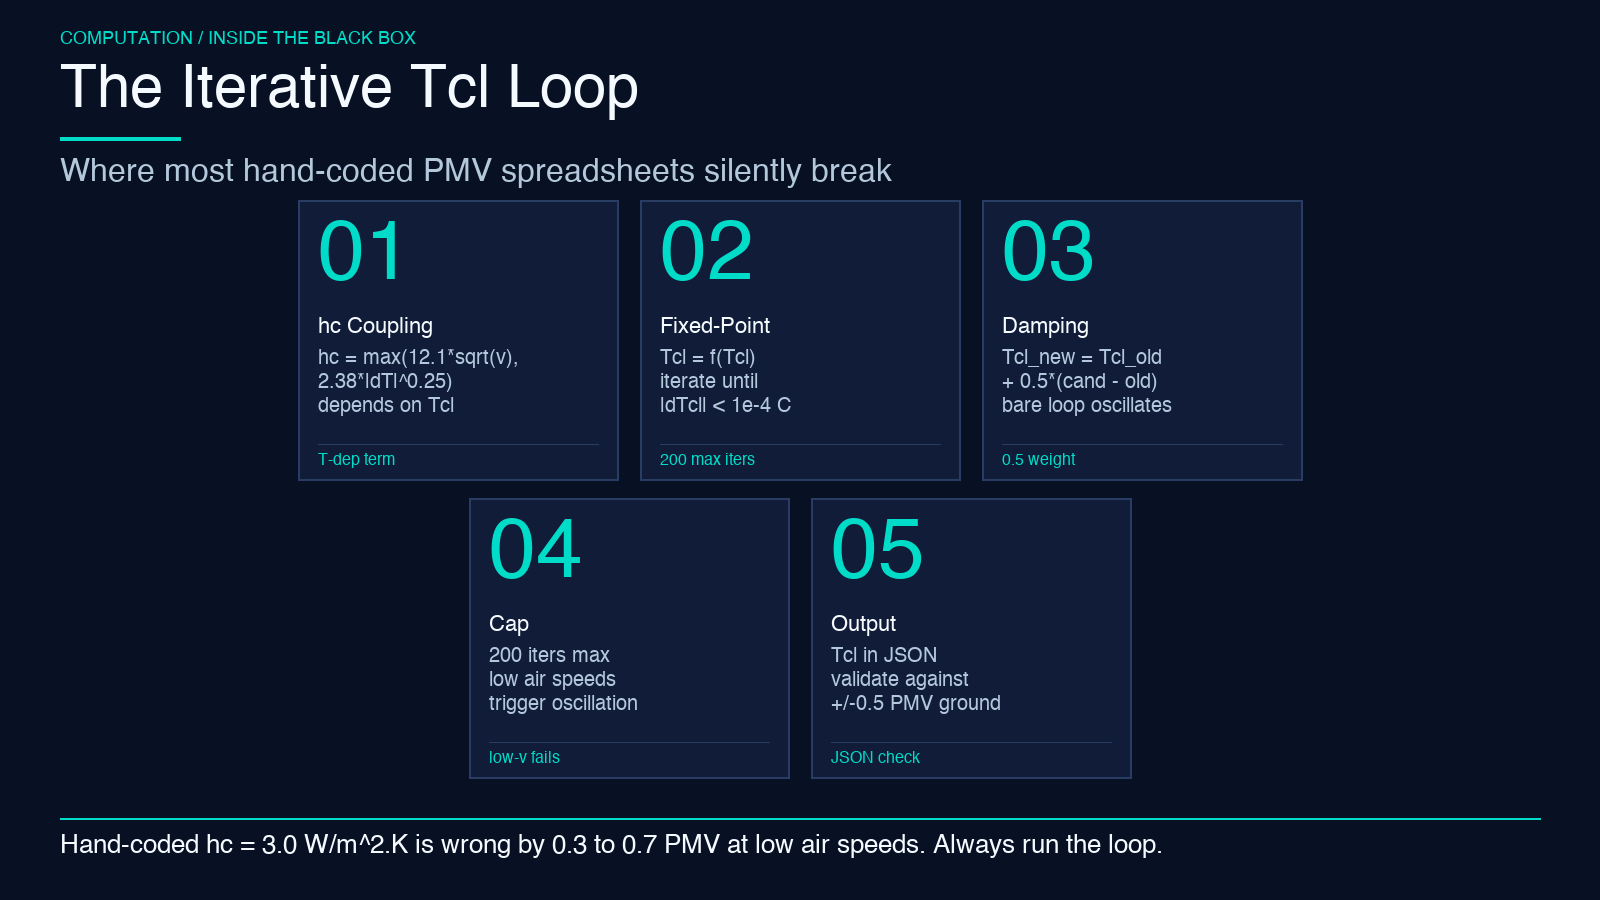 COMPUTATION / INSIDE THE BLACK BOX
The Iterative Tcl Loop
Where most hand-coded PMV spreadsheets silently break
01
hc Coupling
hc = max(12.1*sqrt(v),
2.38*|dT|^0.25)
depends on Tcl
T-dep term
02
Fixed-Point
Tcl = f(Tcl)
iterate until
|dTcl| < 1e-4 C
200 max iters
03
Damping
Tcl_new = Tcl_old
+ 0.5*(cand - old)
bare loop oscillates
0.5 weight
04
Cap
200 iters max
low air speeds
trigger oscillation
low-v fails
05
Output
Tcl in JSON
validate against
+/-0.5 PMV ground
JSON check
Hand-coded hc = 3.0 W/m^2.K is wrong by 0.3 to 0.7 PMV at low air speeds. Always run the loop.